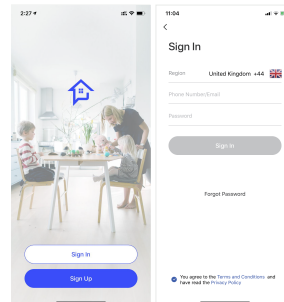 2:27
Sign In
Sign Up
11:04
Sign In
Region United Kingdom +44
Phone Number/Email
Password
Sign In
Forgot Password
You agree to the Terms and Conditions and
have read the Privacy Policy